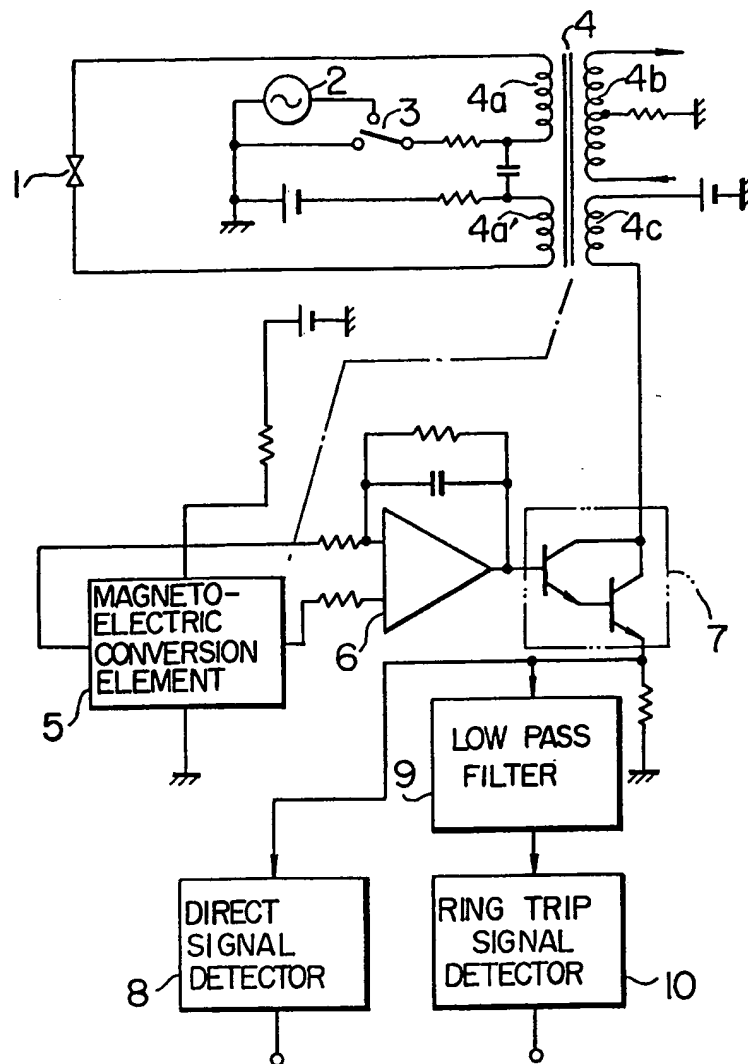 4
2
4a
4b
3
1
4a'
4c
MAGNETO-
ELECTRIC
CONVERSION
ELEMENT
5
6
7
LOW PASS
FILTER
9
DIRECT
SIGNAL
DETECTOR
8
RING TRIP
SIGNAL
DETECTOR
10